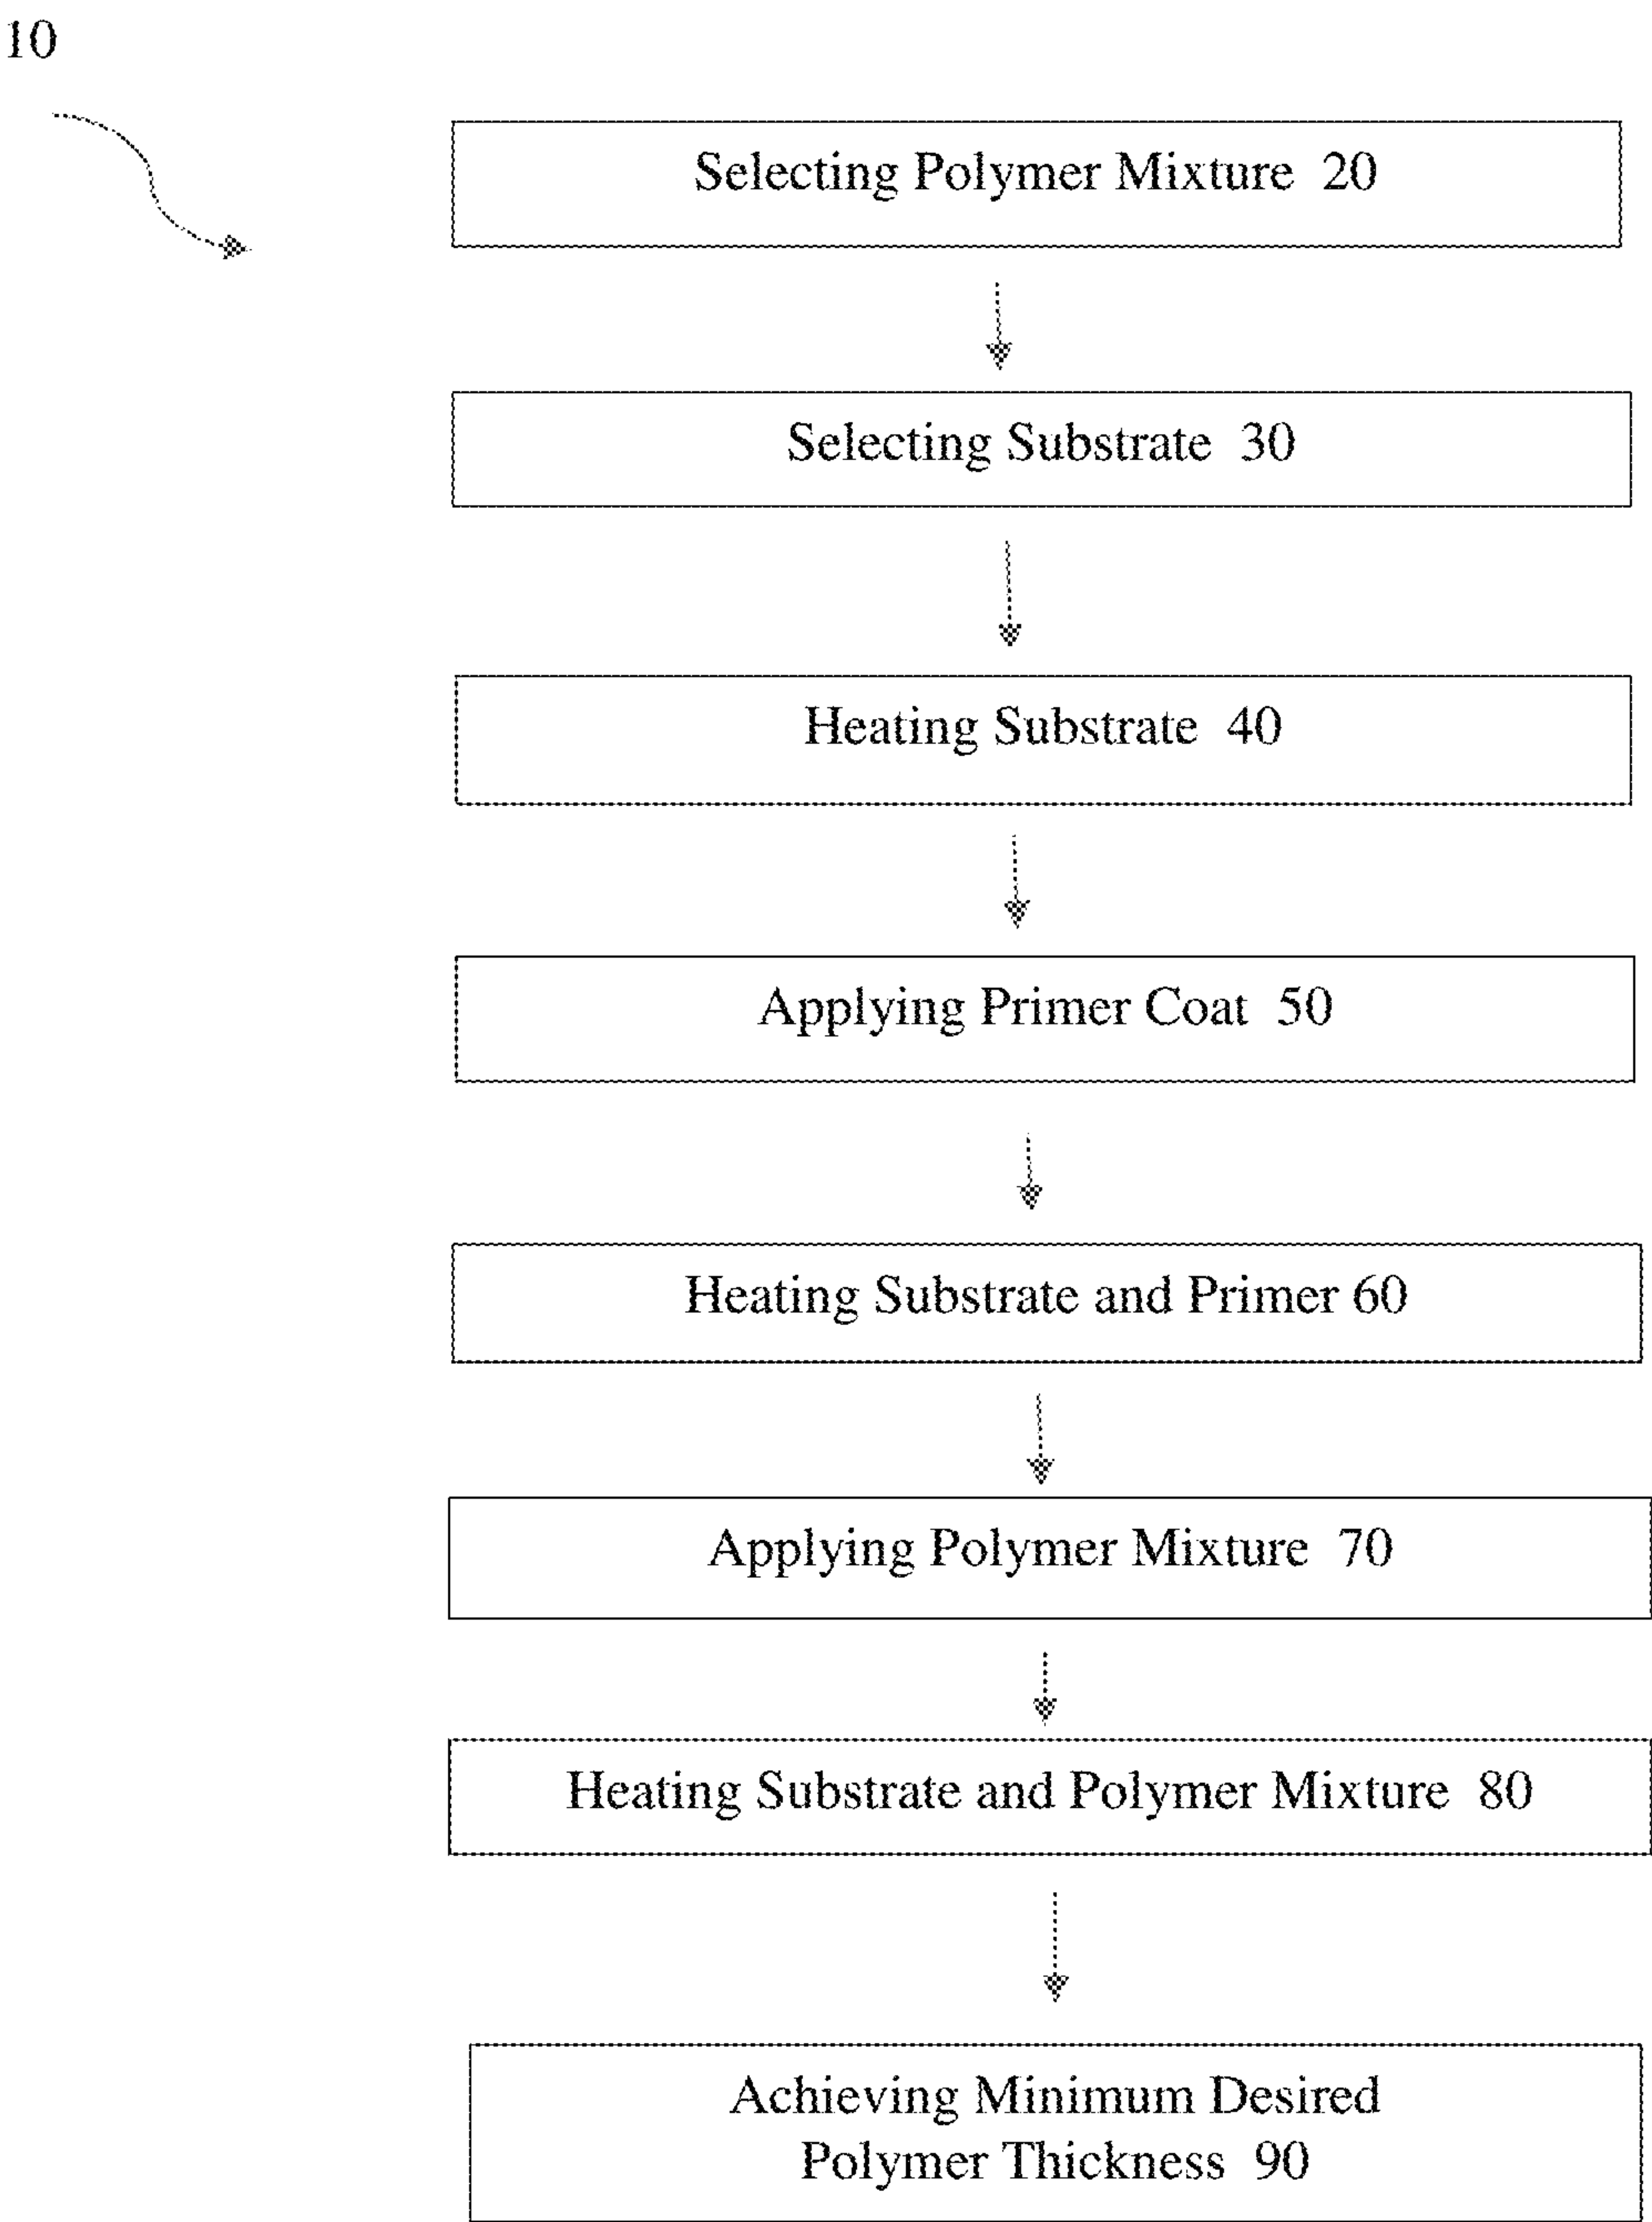 10
Selecting Polymer Mixture 20
Selecting Substrate 30
Heating Substrate 40
Applying Primer Coat 50
Heating Substrate and Primer 60
Applying Polymer Mixture 70
Heating Substrate and Polymer Mixture 80
Achieving Minimum Desired
Polymer Thickness 90